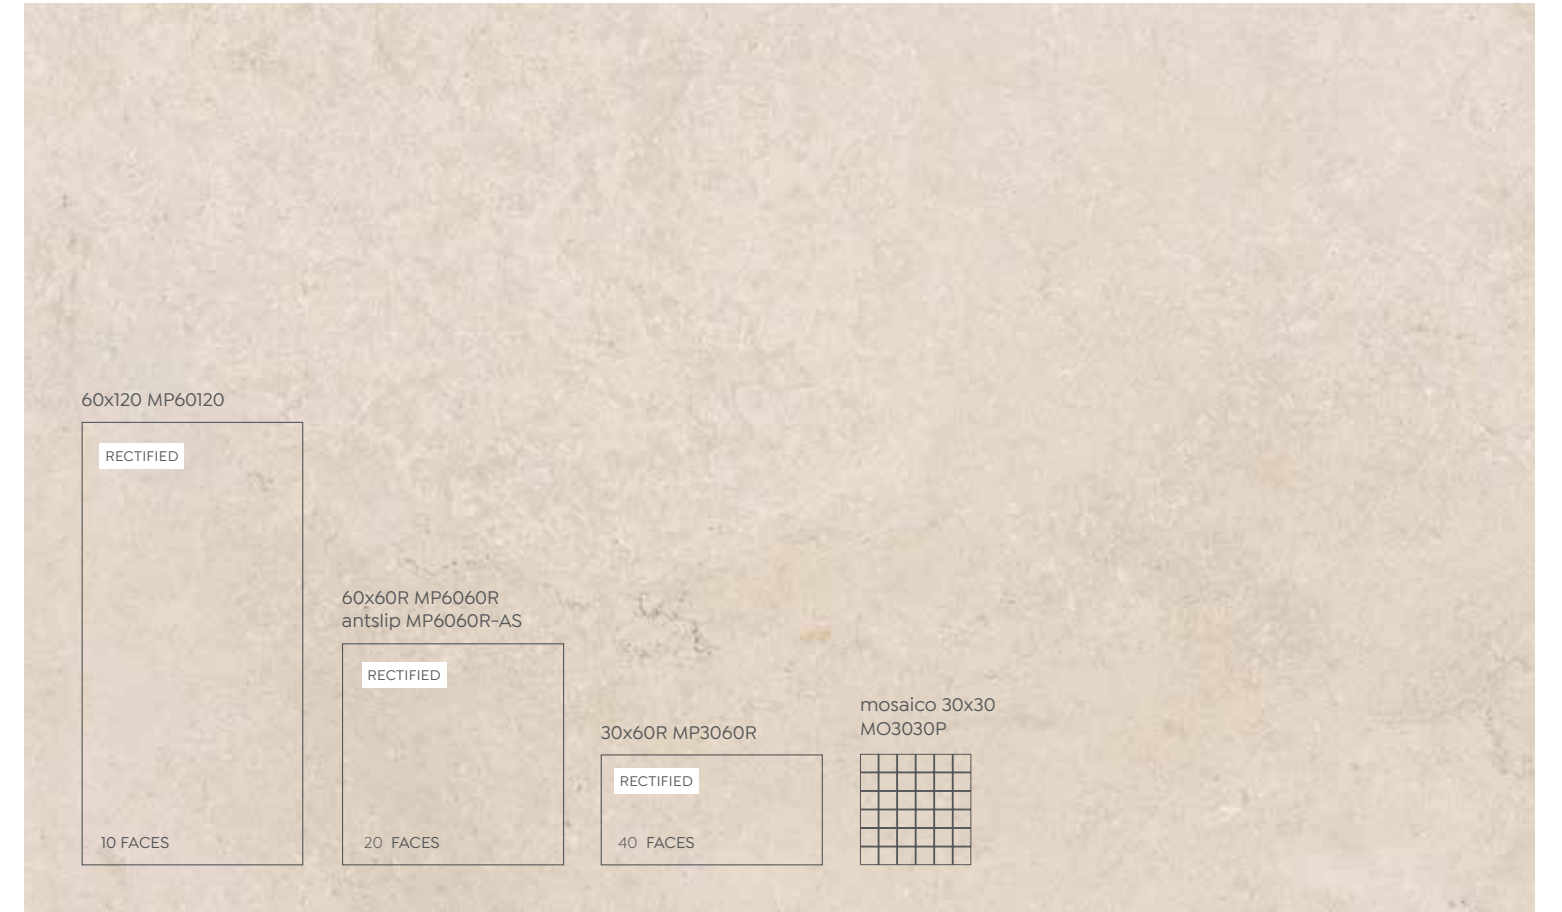 60x120 MP60120
RECTIFIED
10 FACES
60x60R MP6060R
antslip MP6060R-AS
RECTIFIED
20 FACES
30x60R MP3060R
RECTIFIED
40 FACES
mosaico 30x30
MO3030P